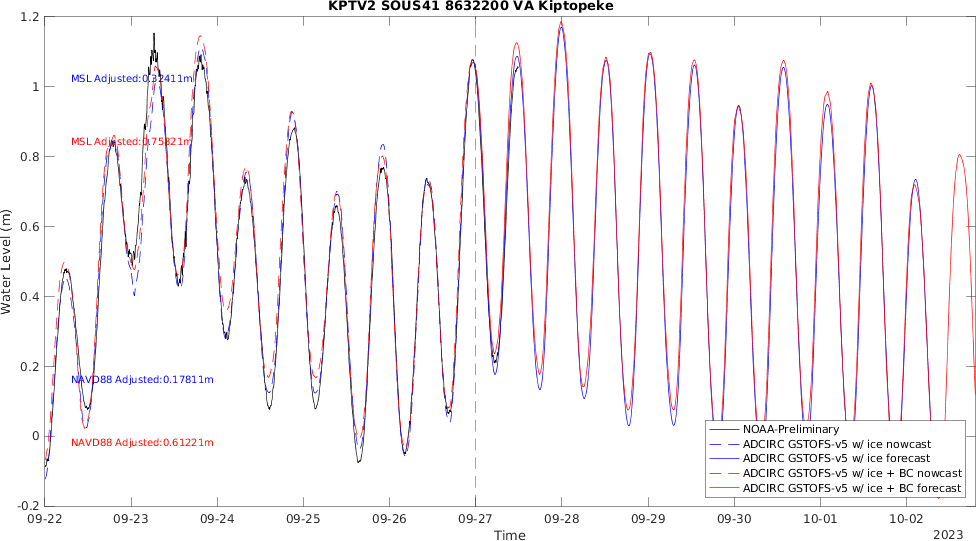 KPTV2 SOUS41 8632200 VA Kiptopeke
1.2
1
0.8
0.6
0.4
0.2
0
-0.2
Water Level (m)
MSL Adjusted:0.32411m
MSL Adjusted:0.75821m
NAVD88 Adjusted:0.17811m
NAVD88 Adjusted:0.61221m
NOAA-Preliminary
ADCIRC GSTOFS-v5 w/ ice nowcast
ADCIRC GSTOFS-v5 w/ ice forecast
ADCIRC GSTOFS-v5 w/ ice + BC nowcast
ADCIRC GSTOFS-v5 w/ ice + BC forecast
09-22 09-23 09-24 09-25 09-26 09-27 09-28 09-29 09-30 10-01 10-02
Time
2023